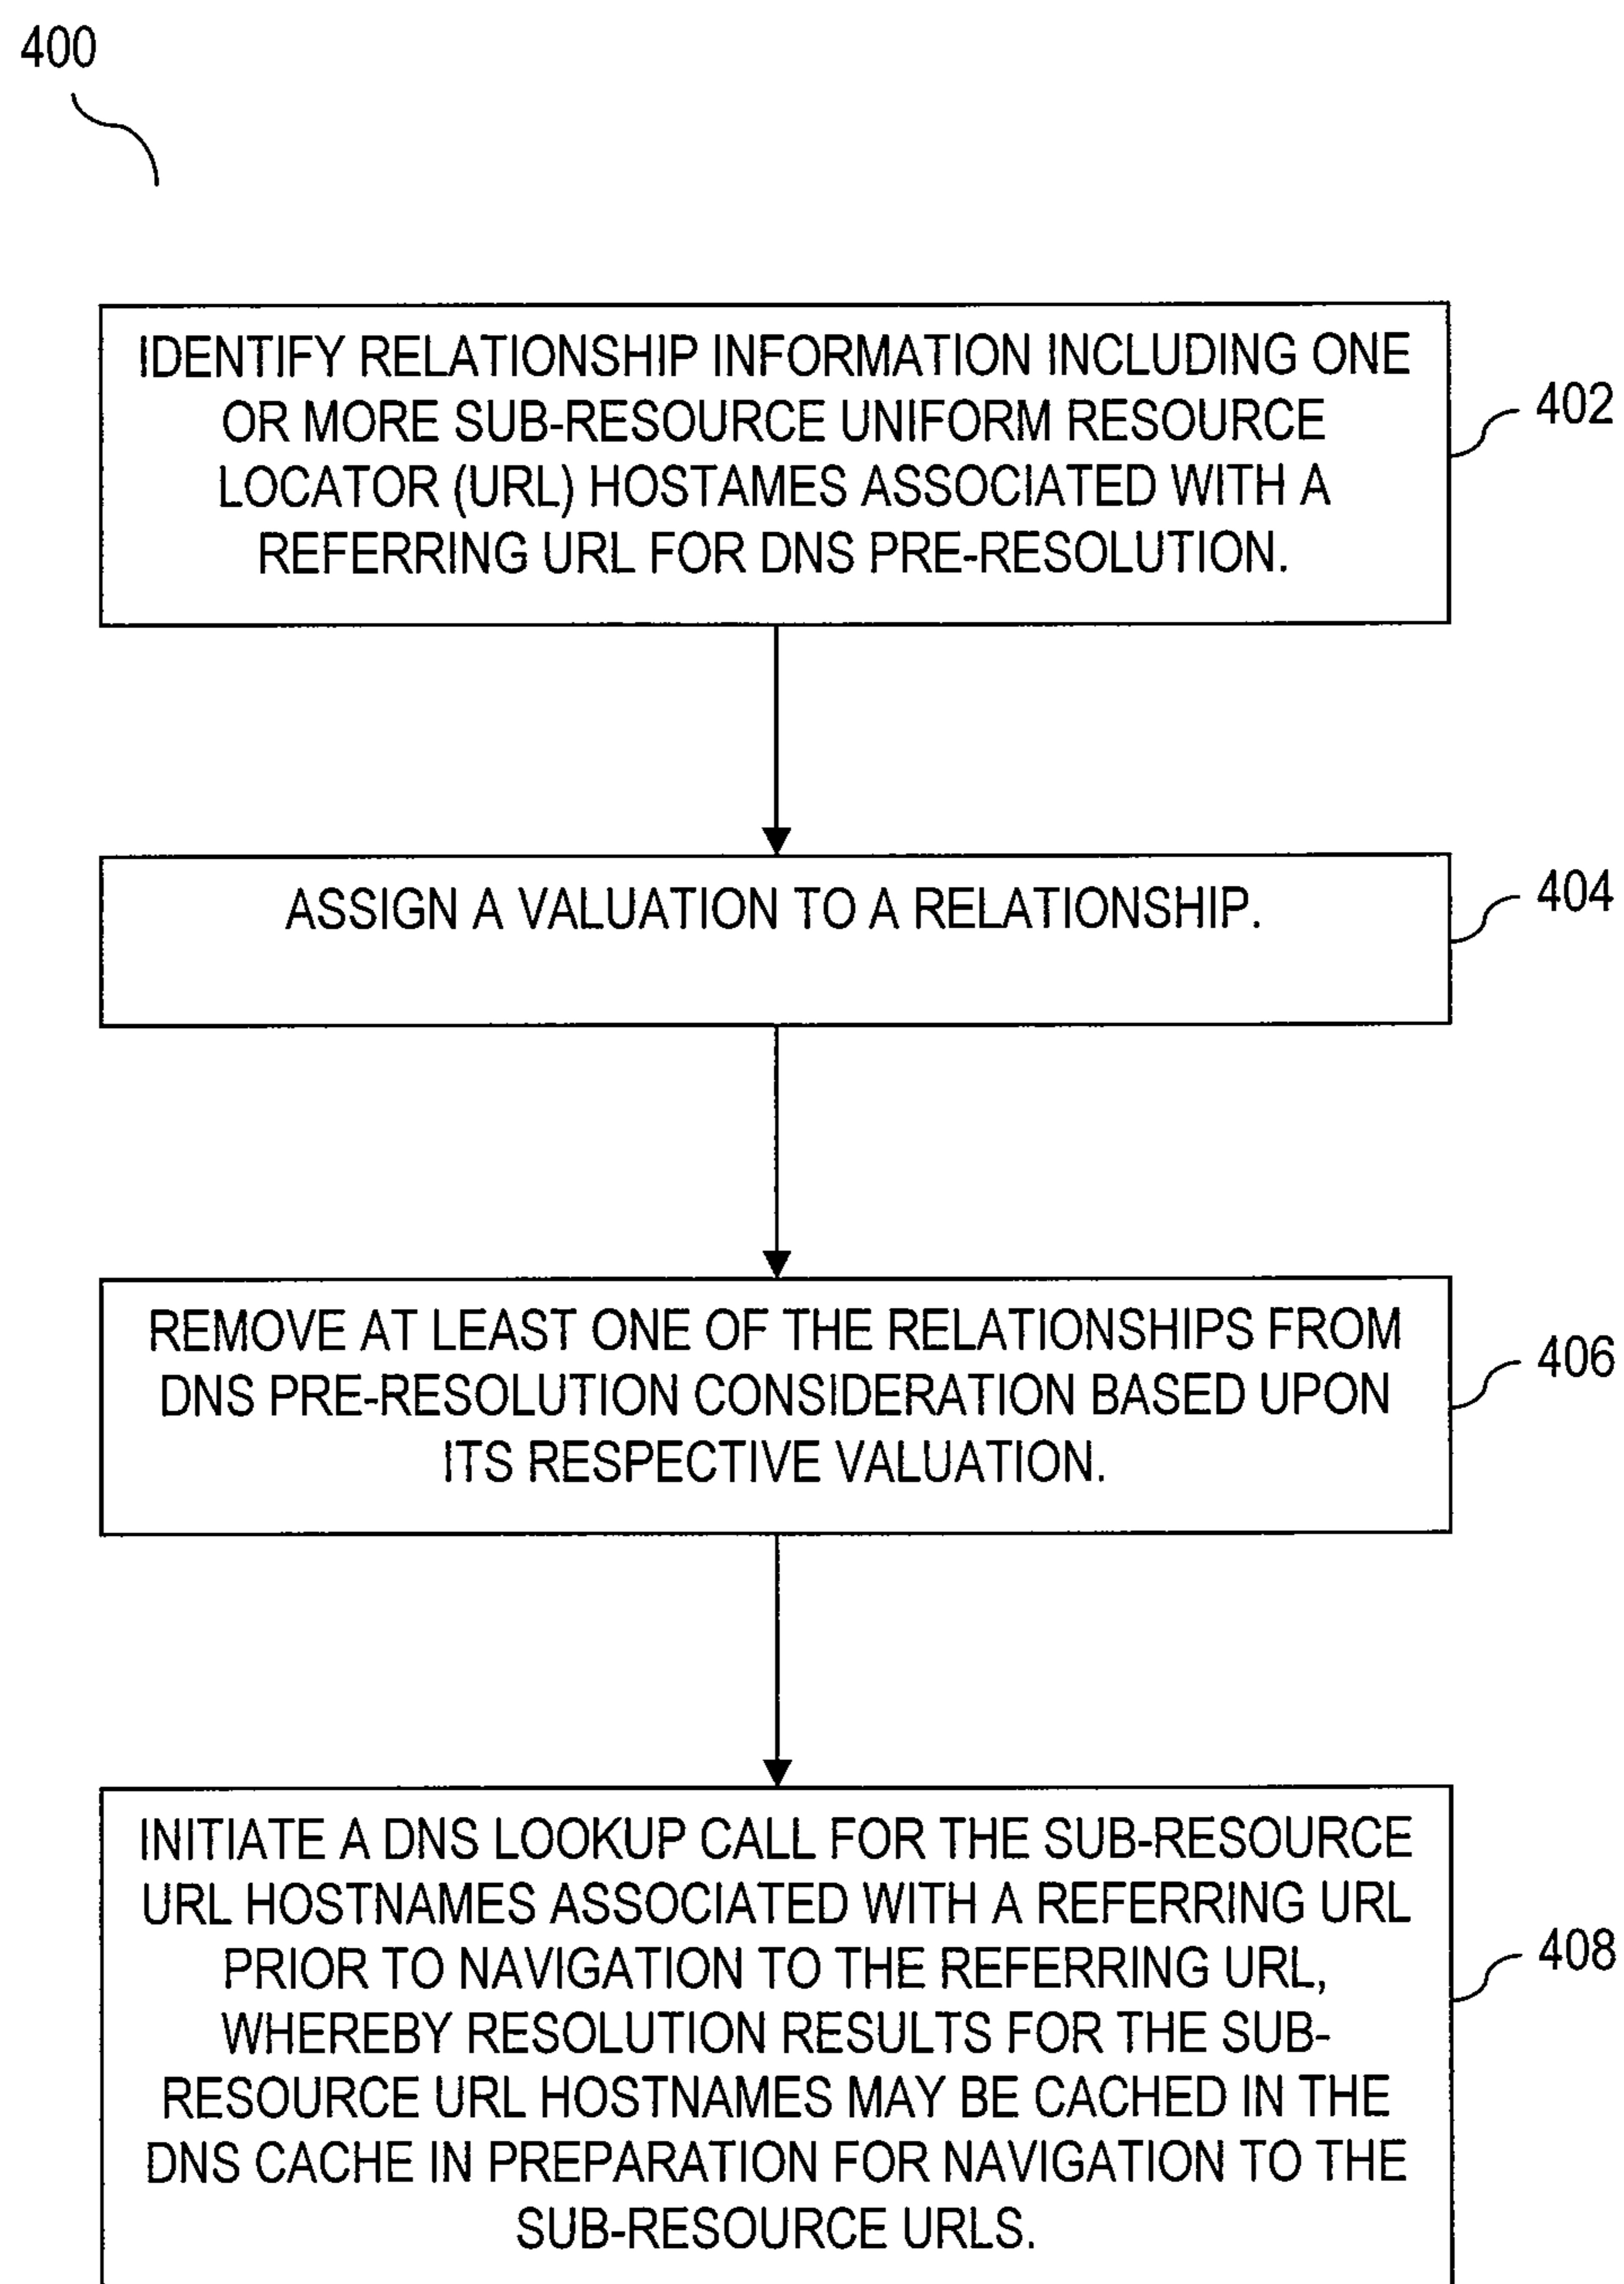 400
IDENTIFY RELATIONSHIP INFORMATION INCLUDING ONE
OR MORE SUB-RESOURCE UNIFORM RESOURCE
LOCATOR (URL) HOSTAMES ASSOCIATED WITH A
REFERRING URL FOR DNS PRE-RESOLUTION.
402
ASSIGN A VALUATION TO A RELATIONSHIP.
404
REMOVE AT LEAST ONE OF THE RELATIONSHIPS FROM
DNS PRE-RESOLUTION CONSIDERATION BASED UPON
ITS RESPECTIVE VALUATION.
406
INITIATE A DNS LOOKUP CALL FOR THE SUB-RESOURCE
URL HOSTNAMES ASSOCIATED WITH A REFERRING URL
PRIOR TO NAVIGATION TO THE REFERRING URL,
WHEREBY RESOLUTION RESULTS FOR THE SUB-
RESOURCE URL HOSTNAMES MAY BE CACHED IN THE
DNS CACHE IN PREPARATION FOR NAVIGATION TO THE
SUB-RESOURCE URLS.
408